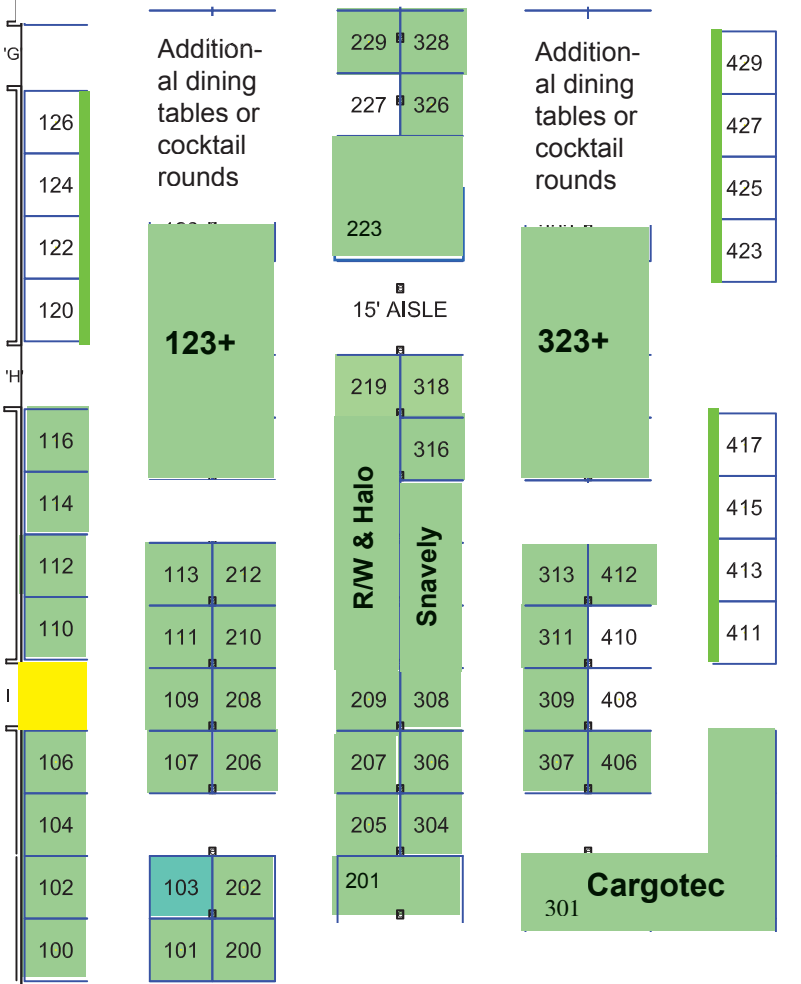 229 328
'G'
Addition-
al dining
tables or
cocktail
rounds
Addition-
al dining
tables or
cocktail
rounds
429
227 326
126
427
124
425
223
122
423
120
15' AISLE
123+
323+
'H'
219 318
116
316
417
114
R/W & Halo
Snavely
415
112
113 212
313 412
413
110
111 210
311 410
411
I
109 208
209 308
309 408
106
107 206
207 306
307 406
104
205 304
102
103 202
201
Cargotec
301
100
101 200